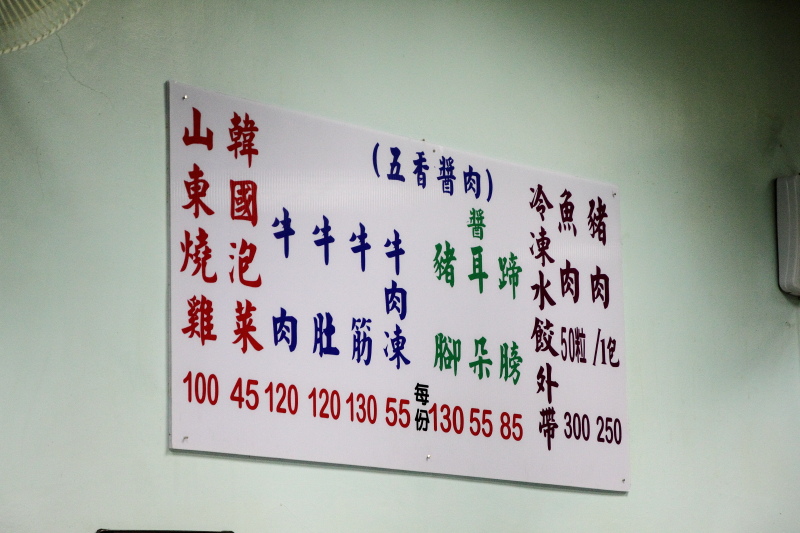 山東燒雞 100
韓國泡菜 45
(五香醬肉)
牛肉 120
牛肚 120
牛筋 130
牛肉凍 55
每份
醬
豬腳 130
耳朵 55
蹄膀 85
冷凍水餃外帶
魚肉50粒 300
豬肉/1包 250